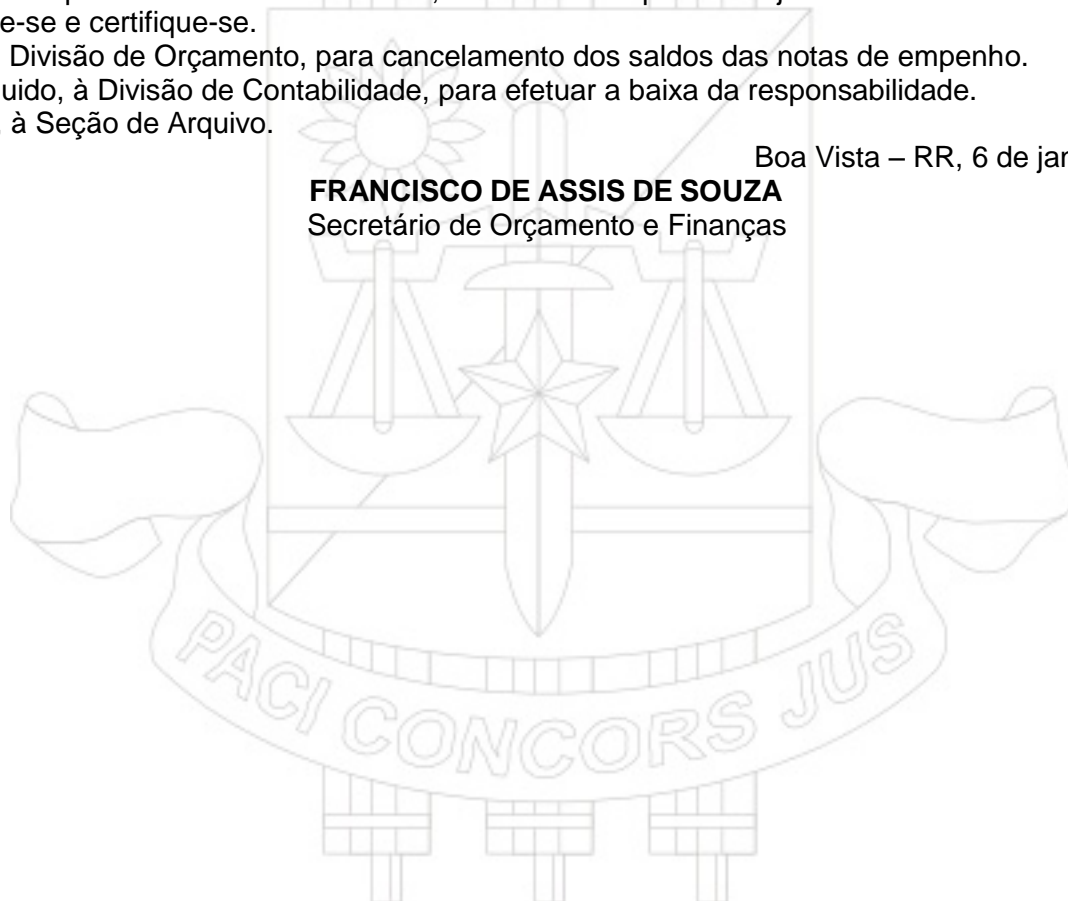 e-se e certifique-se.
Divisão de Orçamento, para cancelamento dos saldos das notas de empenho.
uido, à Divisão de Contabilidade, para efetuar a baixa da responsabilidade.
à Seção de Arquivo.
Boa Vista – RR, 6 de jan
FRANCISCO DE ASSIS DE SOUZA
Secretário de Orçamento e Finanças
PACI CONCORS JUS